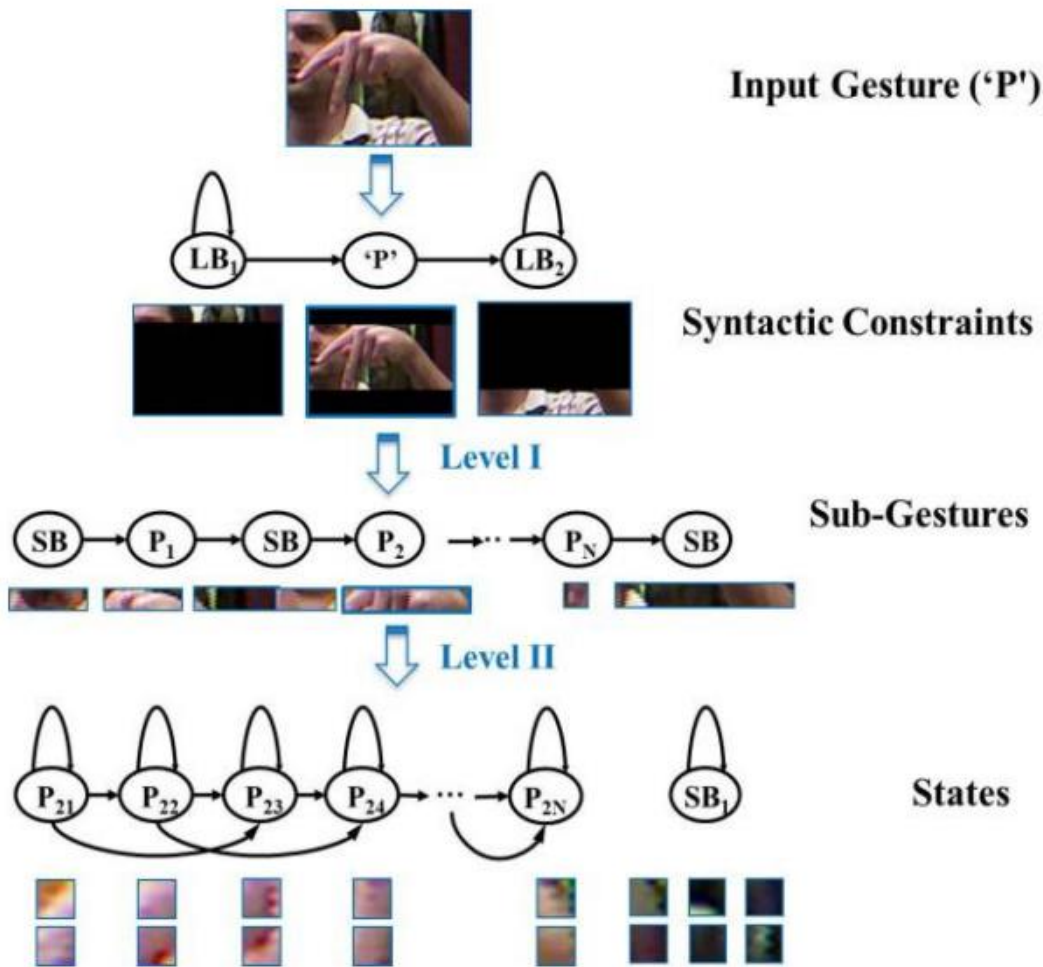 Input Gesture (‘P')
LB₁ ‘P’ LB₂
Syntactic Constraints
Level I
SB P₁ SB P₂ ·· P_N SB
Sub-Gestures
Level II
P₂₁ P₂₂ P₂₃ P₂₄ ··· P₂N SB₁
States